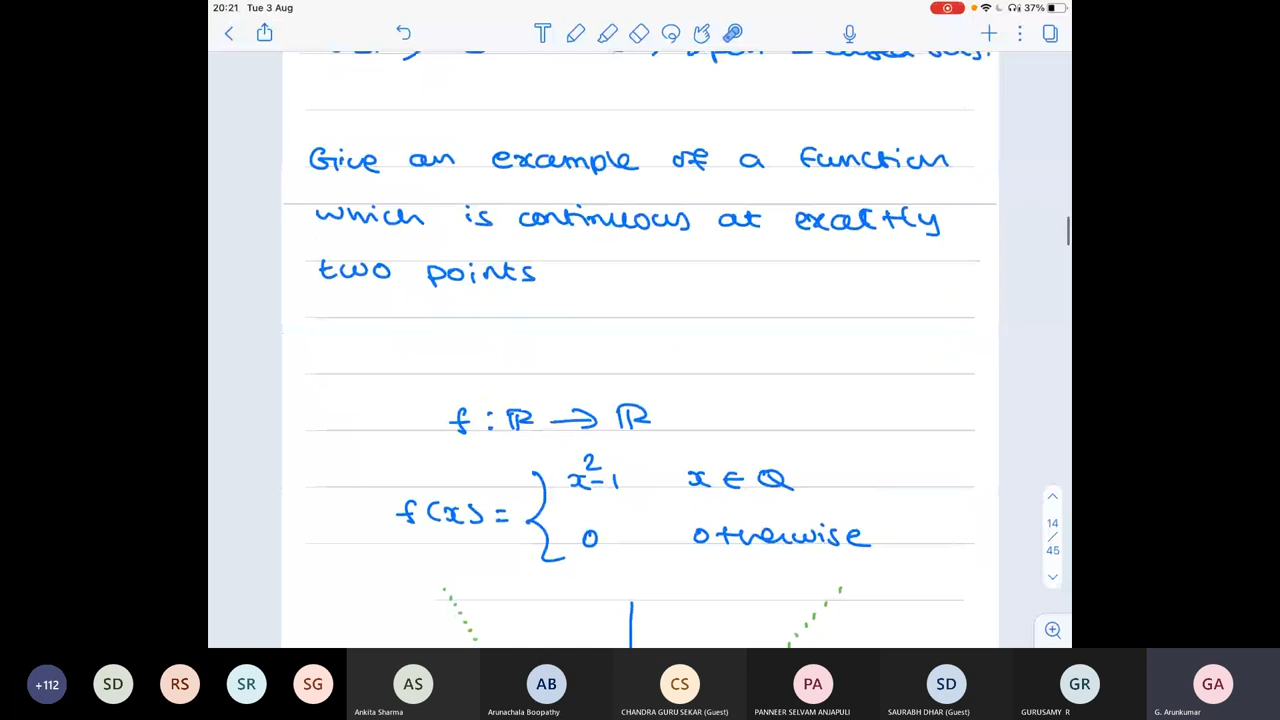 20:21 Tue 3 Aug
37%
open
Give an example of a function
which is continuous at exactly
two points
f : ℝ → ℝ
f(x) = { x²-1 x ∈ ℚ
0 otherwise
14
/
45
+112 SD RS SR SG AS AB CS PA SD GR GA
Ankita Sharma Arunachala Boopathy CHANDRA GURU SEKAR (Guest) PANNEER SELVAM ANJAPULI SAURABH DHAR (Guest) GURUSAMY R G. Arunkumar